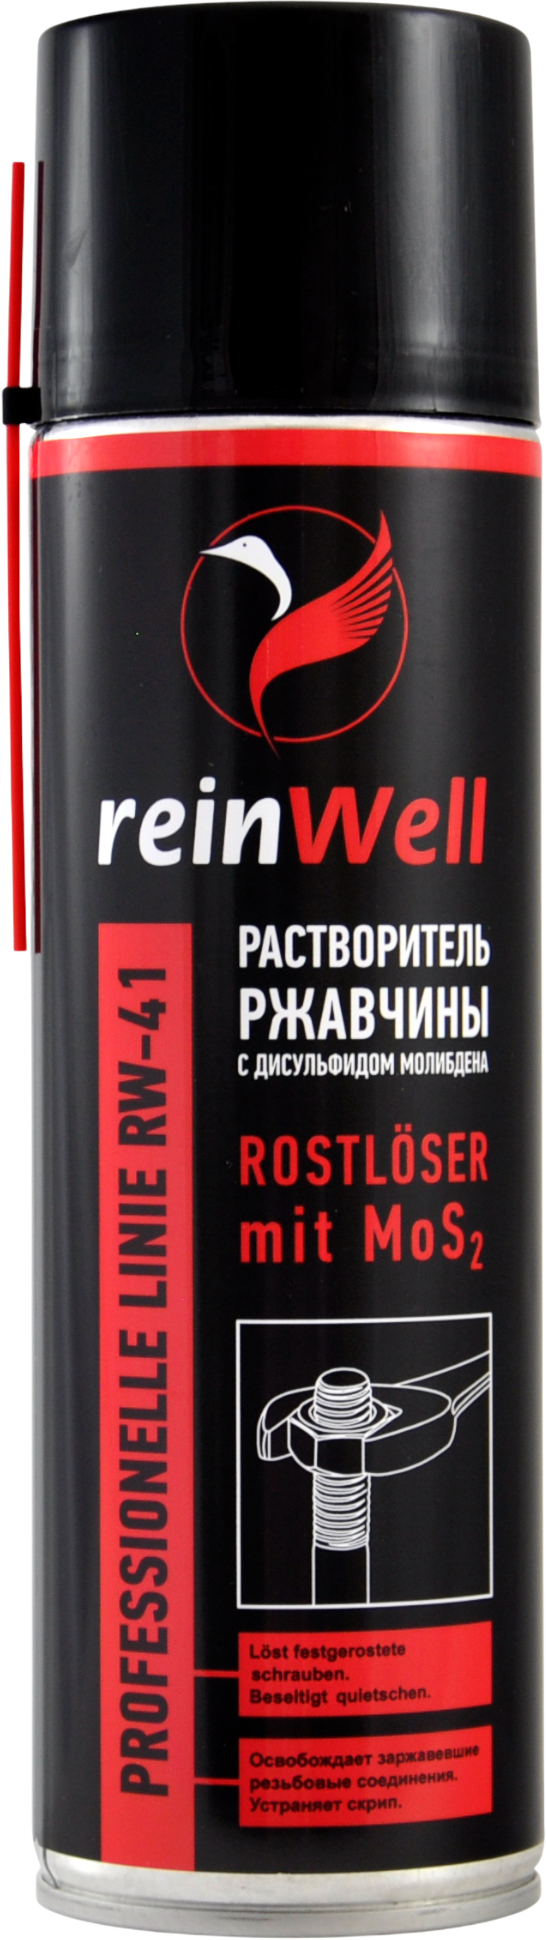 reinWell
РАСТВОРИТЕЛЬ
РЖАВЧИНЫ
С ДИСУЛЬФИДОМ МОЛИБДЕНА
ROSTLÖSER
mit MoS₂
PROFESSIONELLE LINIE RW-41
Löst festgerostete
schrauben.
Beseitigt quietschen.
Освобождает заржавевшие
резьбовые соединения.
Устраняет скрип.